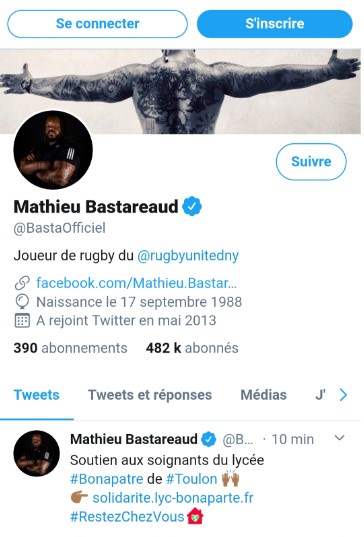 Se connecter
S'inscrire
Suivre
Mathieu Bastareaud
@BastaOfficiel
Joueur de rugby du @rugbyunitedny
facebook.com/Mathieu.Bastar...
Naissance le 17 septembre 1988
A rejoint Twitter en mai 2013
390 abonnements 482 k abonnés
Tweets Tweets et réponses Médias J'
Mathieu Bastareaud @B... · 10 min
Soutien aux soignants du lycée
#Bonapatre de #Toulon 🙌🏾
👉🏾 solidarite.lyc-bonaparte.fr
#RestezChezVous